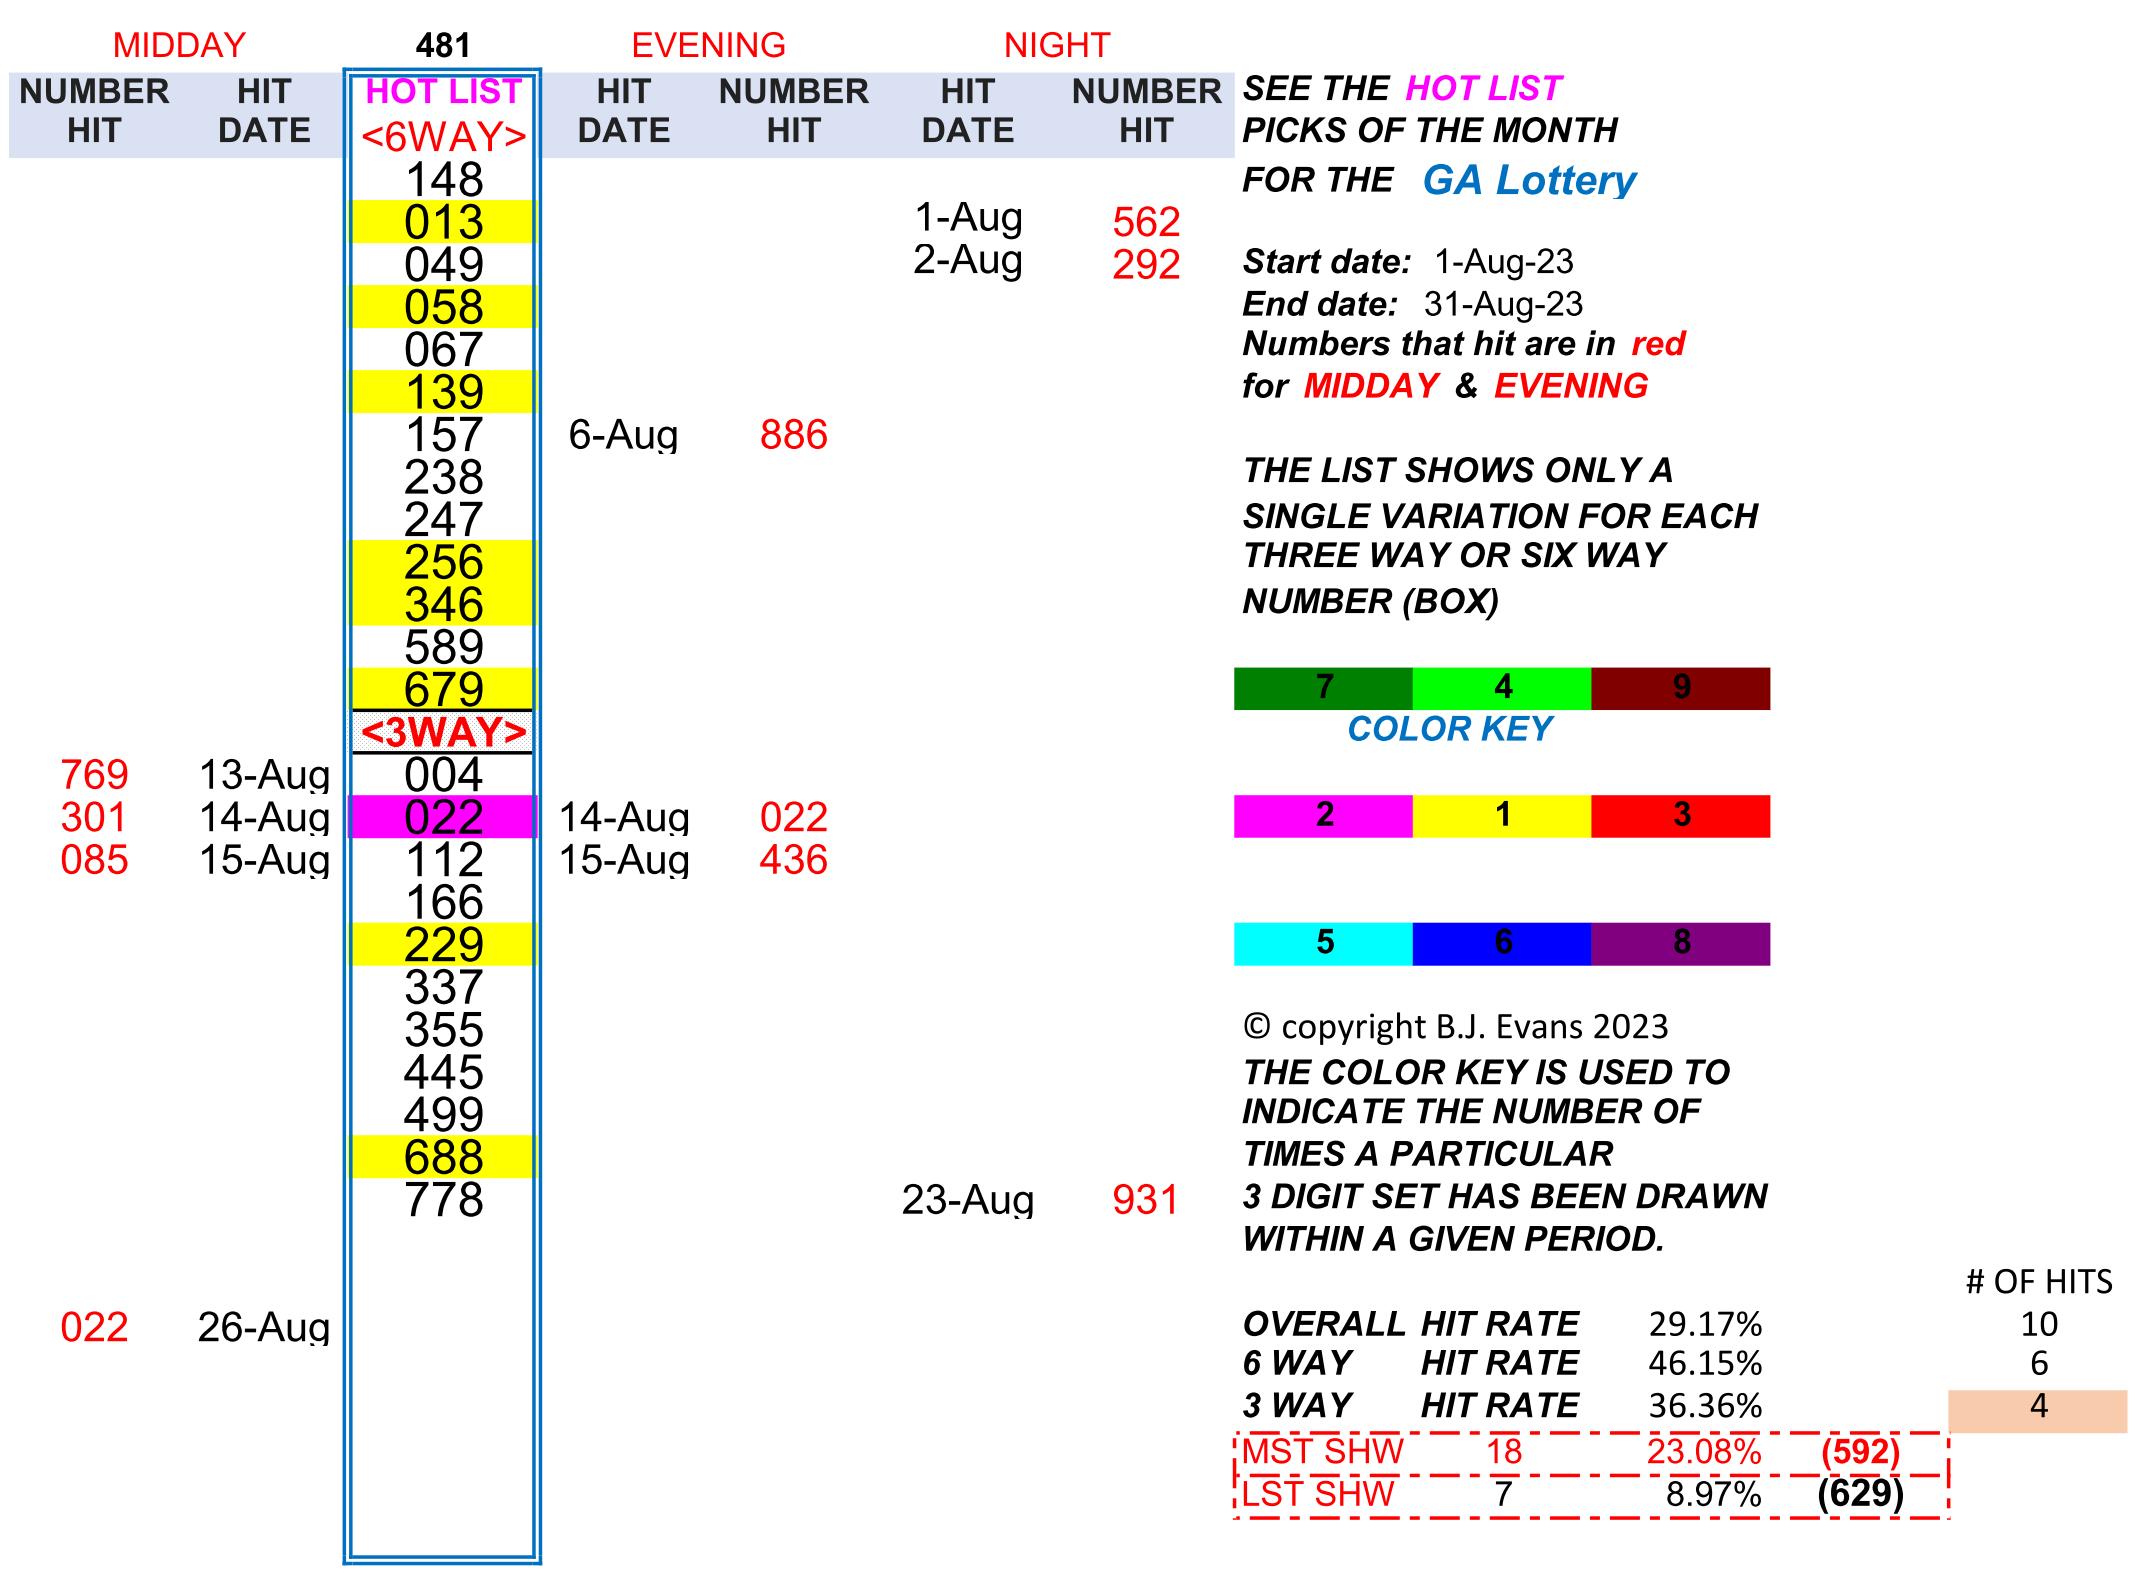 MIDDAY 481 EVENING NIGHT
NUMBER HIT HOT LIST HIT NUMBER HIT NUMBER SEE THE HOT LIST
HIT DATE <6WAY> DATE HIT DATE HIT PICKS OF THE MONTH
148 FOR THE GA Lottery
013 1-Aug 562
049 2-Aug 292 Start date: 1-Aug-23
058 End date: 31-Aug-23
067 Numbers that hit are in red
139 for MIDDAY & EVENING
157 6-Aug 886
238 THE LIST SHOWS ONLY A
247 SINGLE VARIATION FOR EACH
256 THREE WAY OR SIX WAY
346 NUMBER (BOX)
589
679 7 4 9
<3WAY> COLOR KEY
769 13-Aug 004
301 14-Aug 022 14-Aug 022 2 1 3
085 15-Aug 112 15-Aug 436
166
229 5 6 8
337
355 © copyright B.J. Evans 2023
445 THE COLOR KEY IS USED TO
499 INDICATE THE NUMBER OF
688 TIMES A PARTICULAR
778 23-Aug 931 3 DIGIT SET HAS BEEN DRAWN
WITHIN A GIVEN PERIOD.
# OF HITS
022 26-Aug OVERALL HIT RATE 29.17% 10
6 WAY HIT RATE 46.15% 6
3 WAY HIT RATE 36.36% 4
MST SHW 18 23.08% (592)
LST SHW 7 8.97% (629)